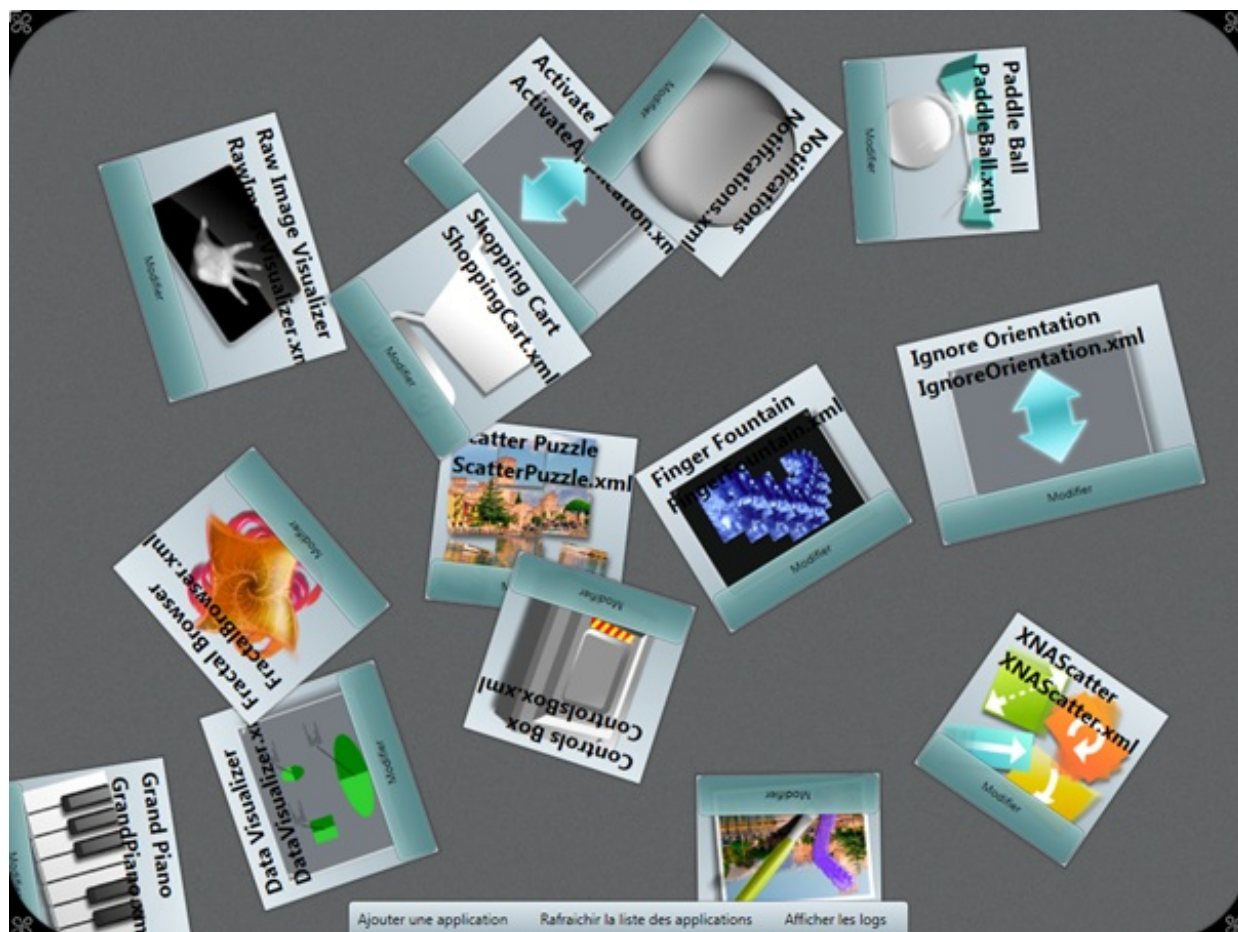 Raw Image Visualizer
Modifier
Activate
Modifier
Notifications
Notifications.xml
Paddle Ball
PaddleBall.xml
Modifier
Shopping Cart
ShoppingCart.xml
Modifier
Ignore Orientation
IgnoreOrientation.xml
Modifier
Puzzle
ScatterPuzzle.xml
Finger Fountain
FingerFountain.xml
Modifier
Modifier
Fractal Browser
FractalBrowser.xml
Modifier
Controls Box
ControlsBox.xml
XNAScatter
XNAScatter.xml
Modifier
Data Visualizer
Modifier
Grand Piano
Modifier
Ajouter une application
Rafraichir la liste des applications
Afficher les logs